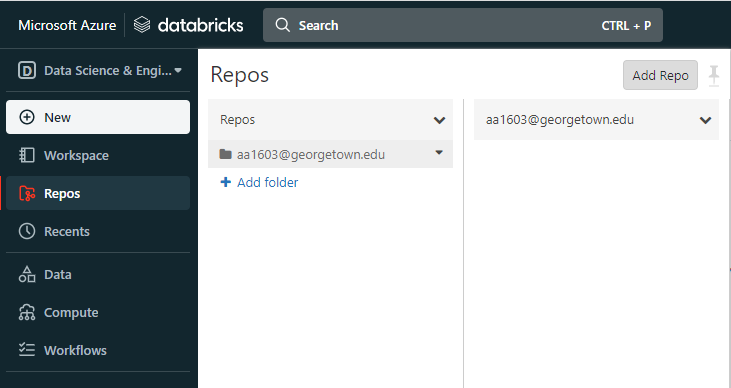 Microsoft Azure databricks Search CTRL + P
D Data Science & Engi...
New
Workspace
Repos
Recents
Data
Compute
Workflows
Repos Add Repo
Repos
aa1603@georgetown.edu
Add folder
aa1603@georgetown.edu